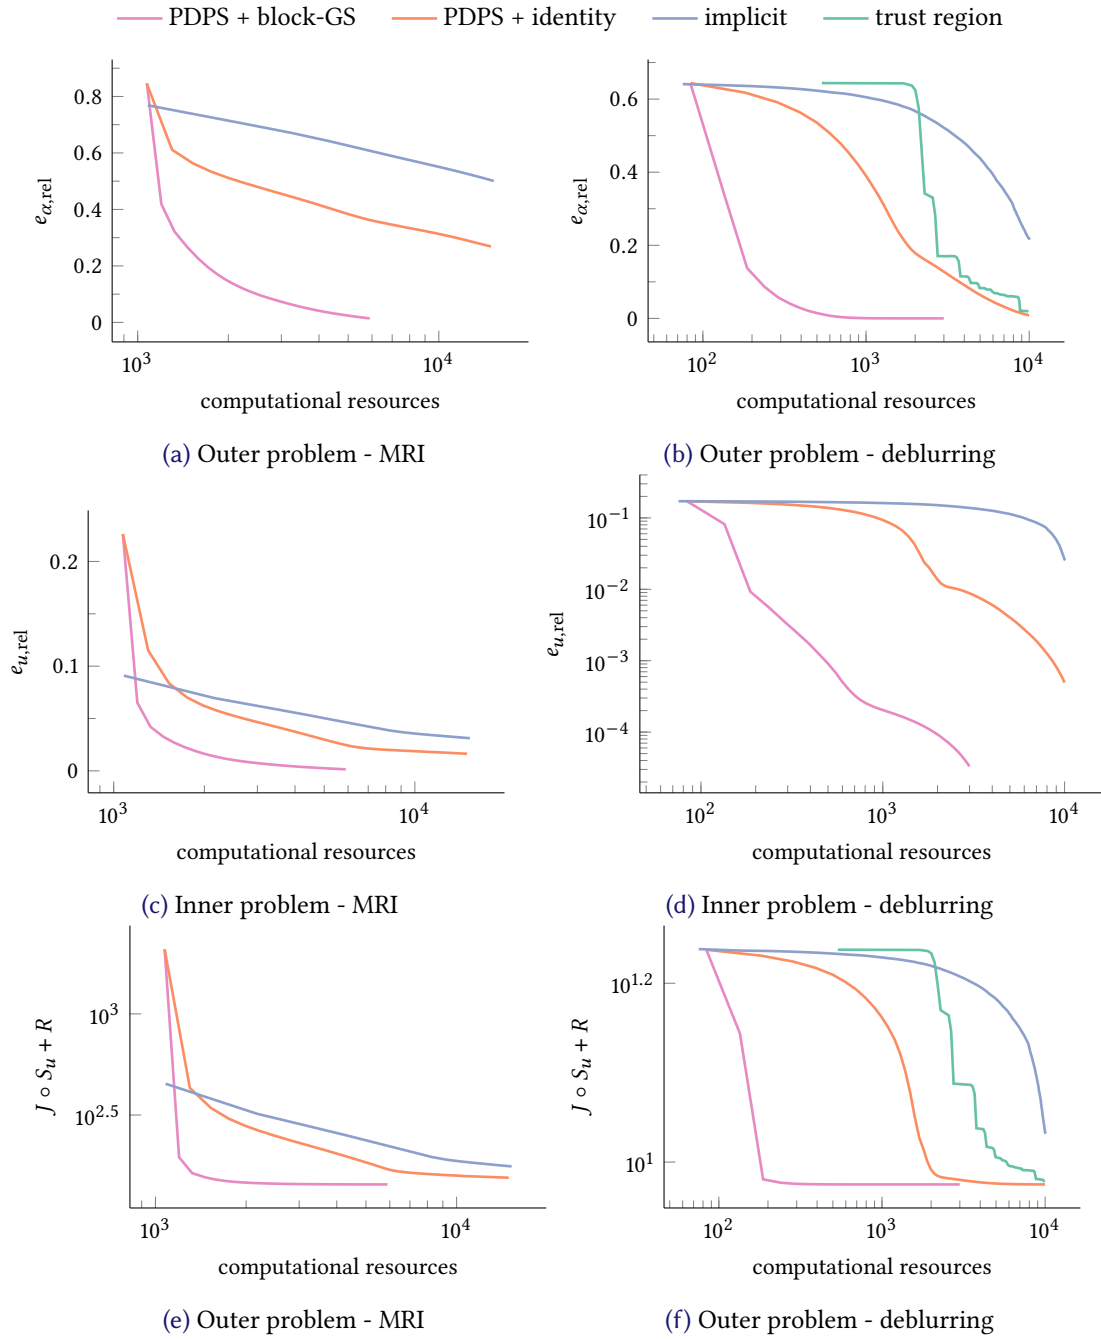 PDPS + block-GS PDPS + identity implicit trust region
0.8
0.6
0.4
0.2
0
e_{α,rel}
10^3 10^4
computational resources
(a) Outer problem - MRI
0.6
0.4
0.2
0
e_{α,rel}
10^2 10^3 10^4
computational resources
(b) Outer problem - deblurring
0.2
0.1
0
e_{u,rel}
10^3 10^4
computational resources
(c) Inner problem - MRI
10^{-1}
10^{-2}
10^{-3}
10^{-4}
e_{u,rel}
10^2 10^3 10^4
computational resources
(d) Inner problem - deblurring
10^3
10^{2.5}
J ∘ S_u + R
10^3 10^4
computational resources
(e) Outer problem - MRI
10^{1.2}
10^1
J ∘ S_u + R
10^2 10^3 10^4
computational resources
(f) Outer problem - deblurring